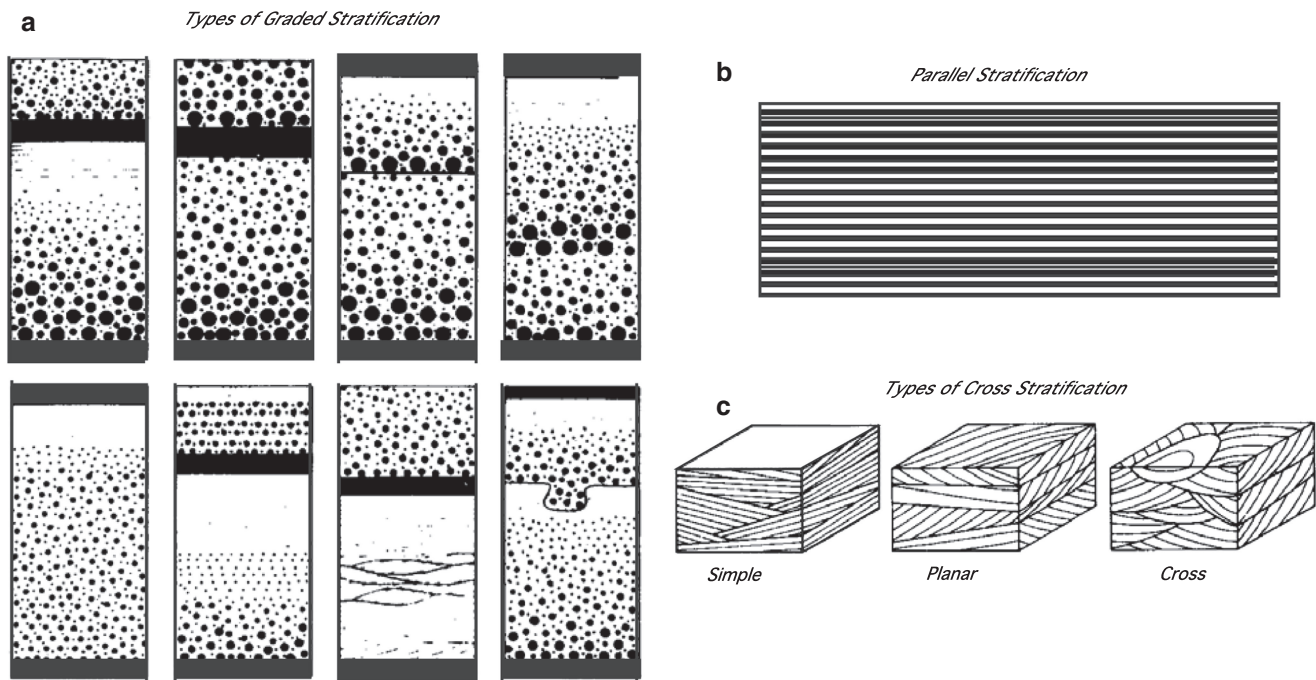 a
Types of Graded Stratification
b
Parallel Stratification
c
Types of Cross Stratification
Simple
Planar
Cross